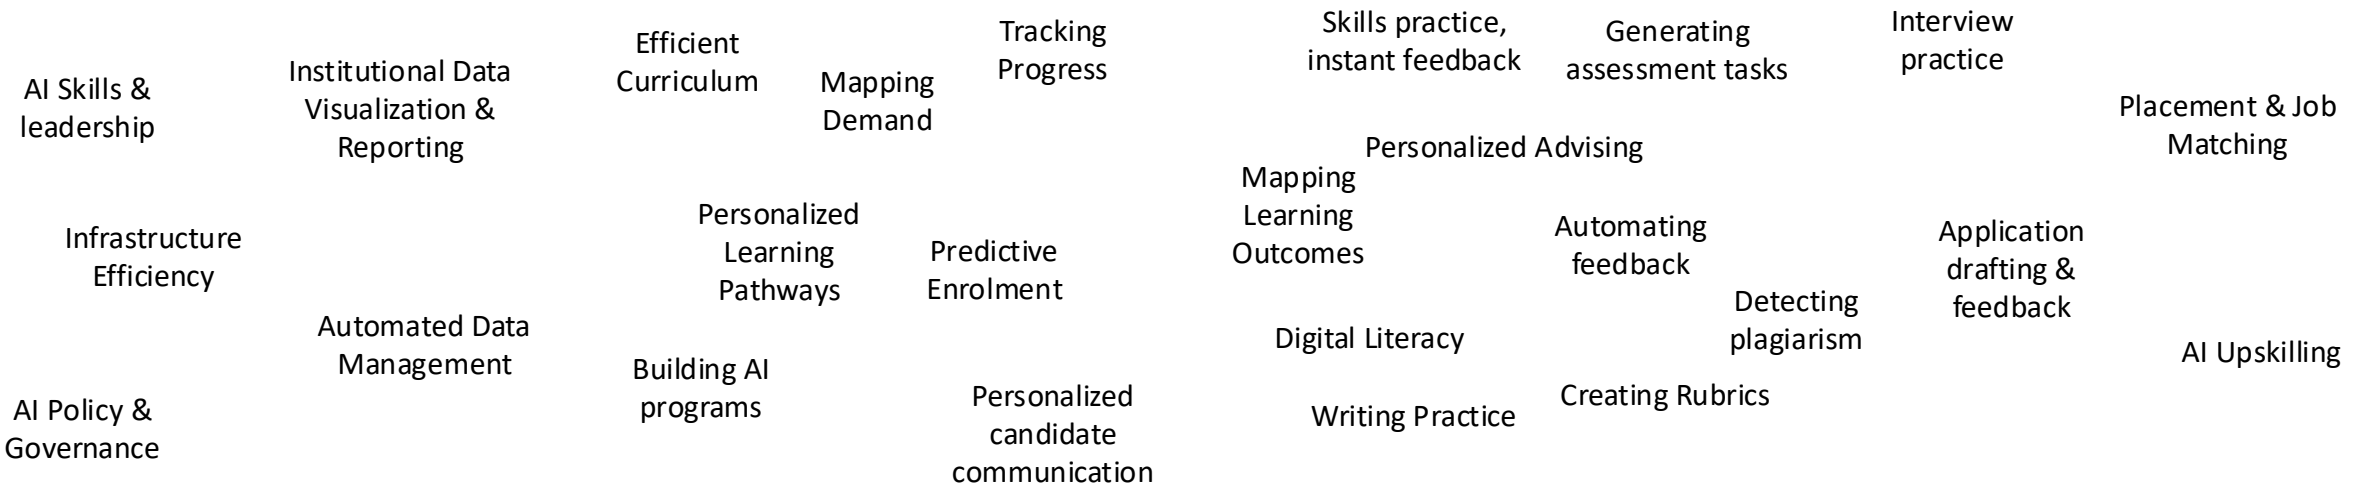 AI Skills &
leadership
Institutional Data
Visualization &
Reporting
Efficient
Curriculum
Mapping
Demand
Tracking
Progress
Skills practice,
instant feedback
Generating
assessment tasks
Interview
practice
Placement & Job
Matching
Personalized Advising
Mapping
Learning
Outcomes
Infrastructure
Efficiency
Personalized
Learning
Pathways
Predictive
Enrolment
Automating
feedback
Application
drafting &
feedback
Automated Data
Management
Digital Literacy
Detecting
plagiarism
AI Upskilling
Building AI
programs
AI Policy &
Governance
Personalized
candidate
communication
Writing Practice
Creating Rubrics